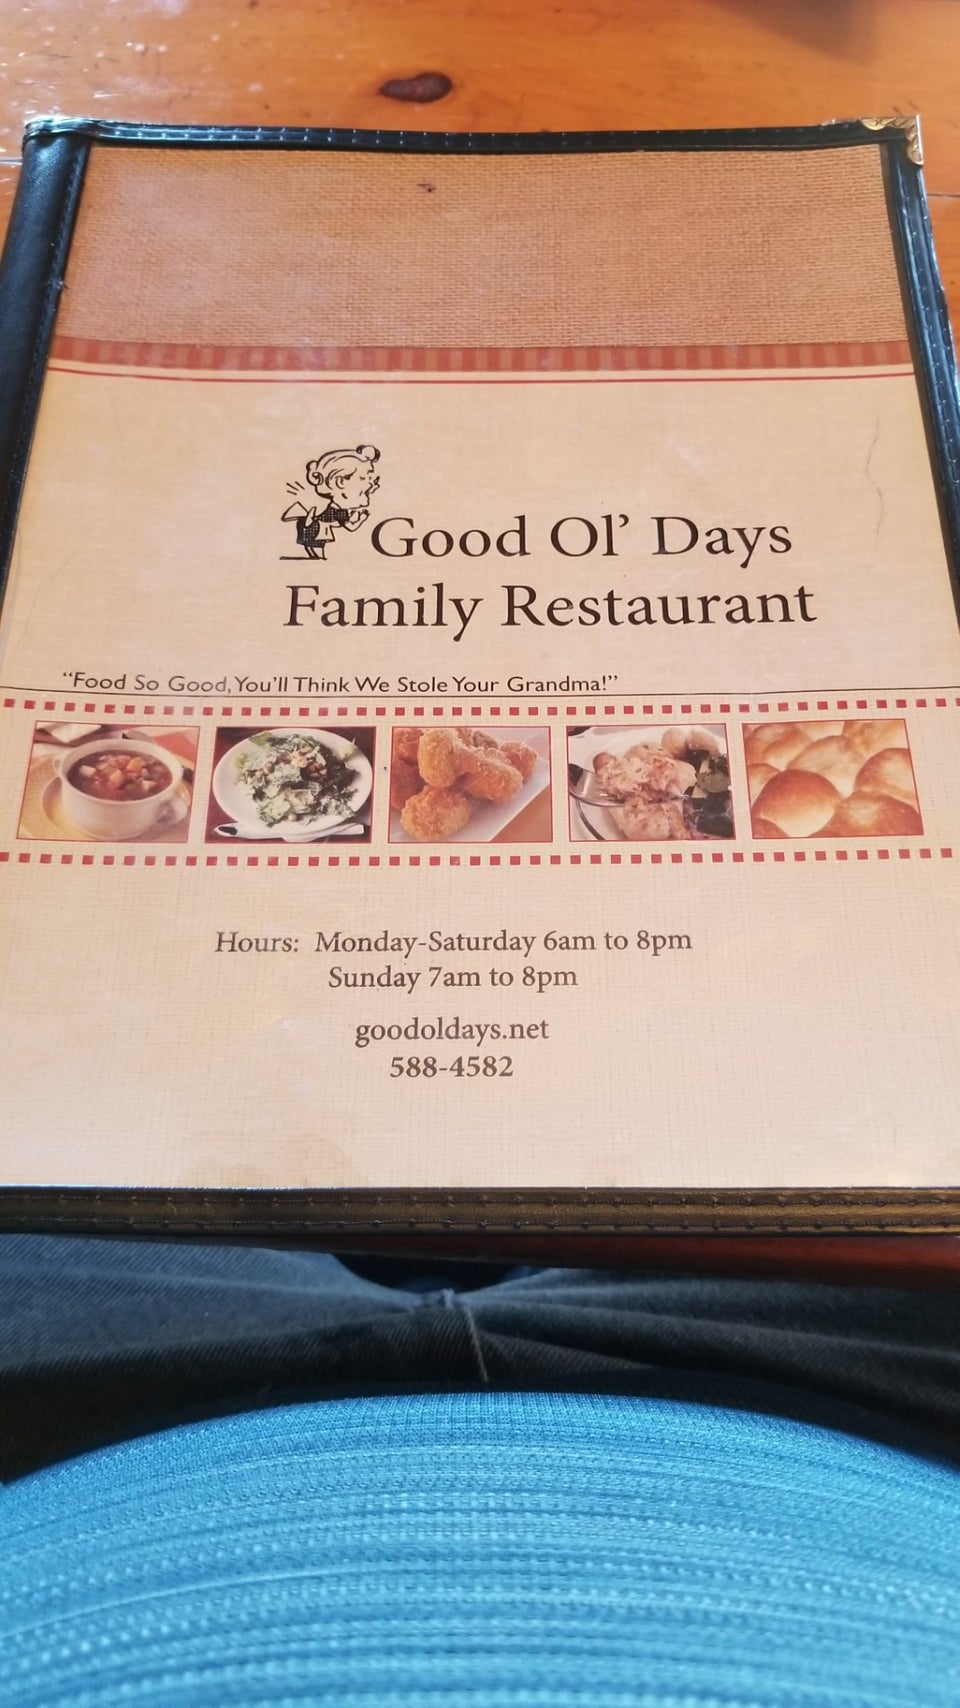 Good Ol’ Days
Family Restaurant
“Food So Good, You’ll Think We Stole Your Grandma!”
Hours: Monday-Saturday 6am to 8pm
Sunday 7am to 8pm
goodoldays.net
588-4582